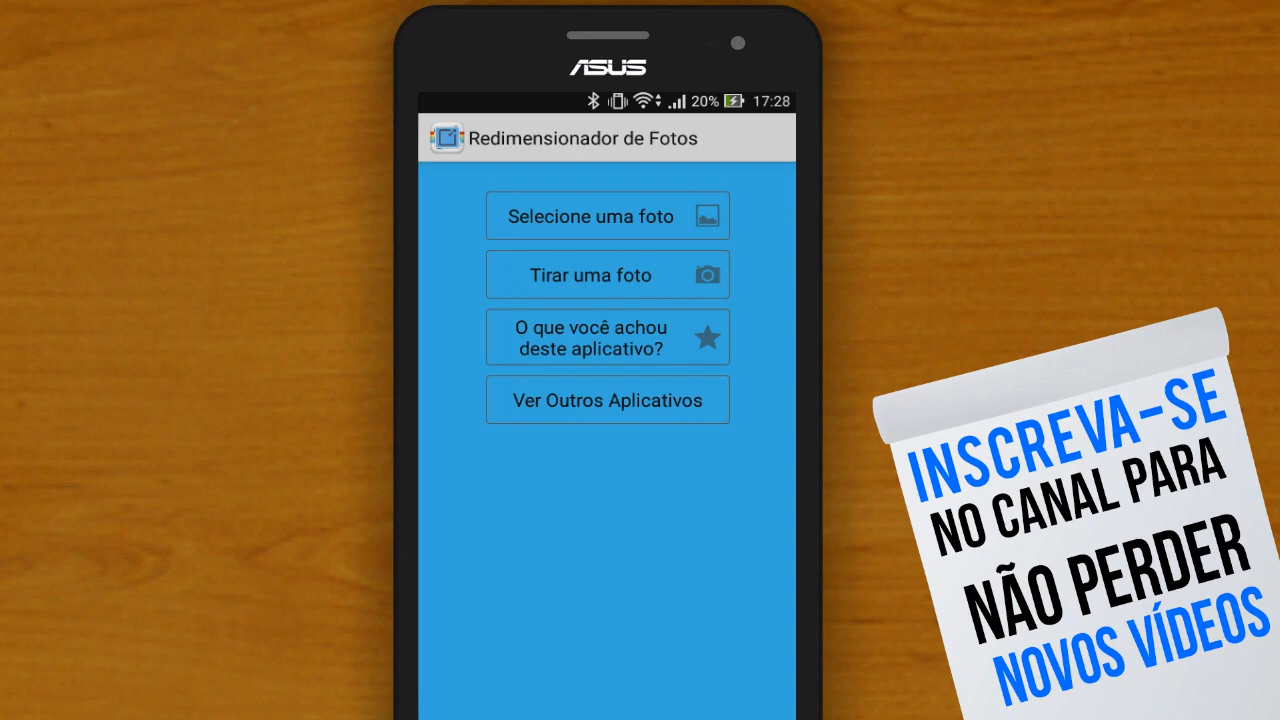 ASUS
20% 17:28
Redimensionador de Fotos
Selecione uma foto
Tirar uma foto
O que você achou
deste aplicativo?
Ver Outros Aplicativos
INSCREVA-SE
NO CANAL PARA
NÃO PERDER
NOVOS VÍDEOS